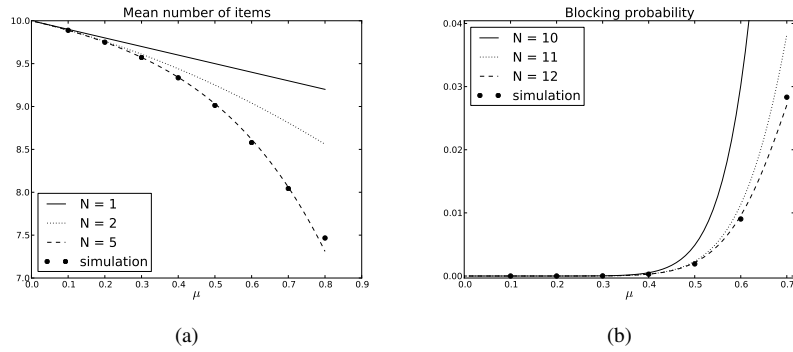 Mean number of items
10.0
9.5
9.0
8.5
8.0
7.5
7.0
N = 1
N = 2
N = 5
simulation
0.0 0.1 0.2 0.3 0.4 0.5 0.6 0.7 0.8 0.9
μ
(a)
Blocking probability
0.04
0.03
0.02
0.01
0.00
N = 10
N = 11
N = 12
simulation
0.0 0.1 0.2 0.3 0.4 0.5 0.6 0.7
μ
(b)